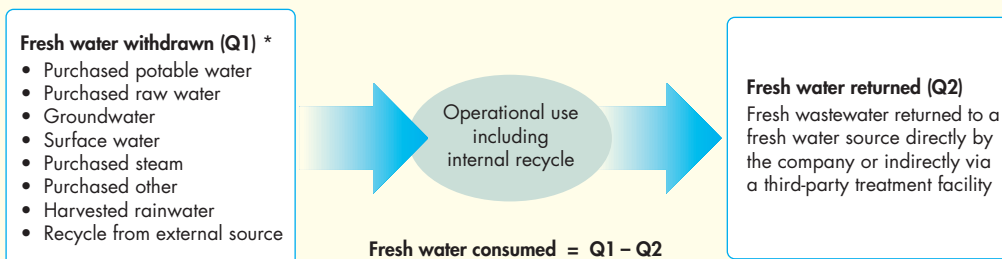 Fresh water withdrawn (Q1) *
• Purchased potable water
• Purchased raw water
• Groundwater
• Surface water
• Purchased steam
• Purchased other
• Harvested rainwater
• Recycle from external source
Operational use
including
internal recycle
Fresh water consumed = Q1 – Q2
Fresh water returned (Q2)
Fresh wastewater returned to a
fresh water source directly by
the company or indirectly via
a third-party treatment facility